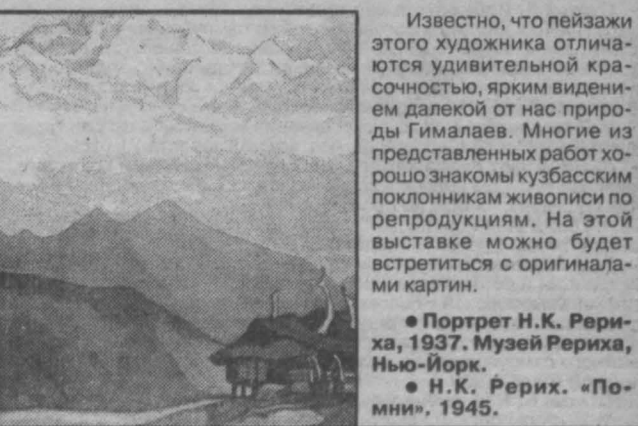 Известно, что пейзажи
этого художника отлича-
ются удивительной кра-
сочностью, ярким видени-
ем далекой от нас приро-
ды Гималаев. Многие из
представленных работ хо-
рошо знакомы кузбасским
поклонникам живописи по
репродукциям. На этой
выставке можно будет
встретиться с оригинала-
ми картин.
● Портрет Н.К. Рери-
ха, 1937. Музей Рериха,
Нью-Йорк.
● Н.К. Рерих. «По-
мни». 1945.